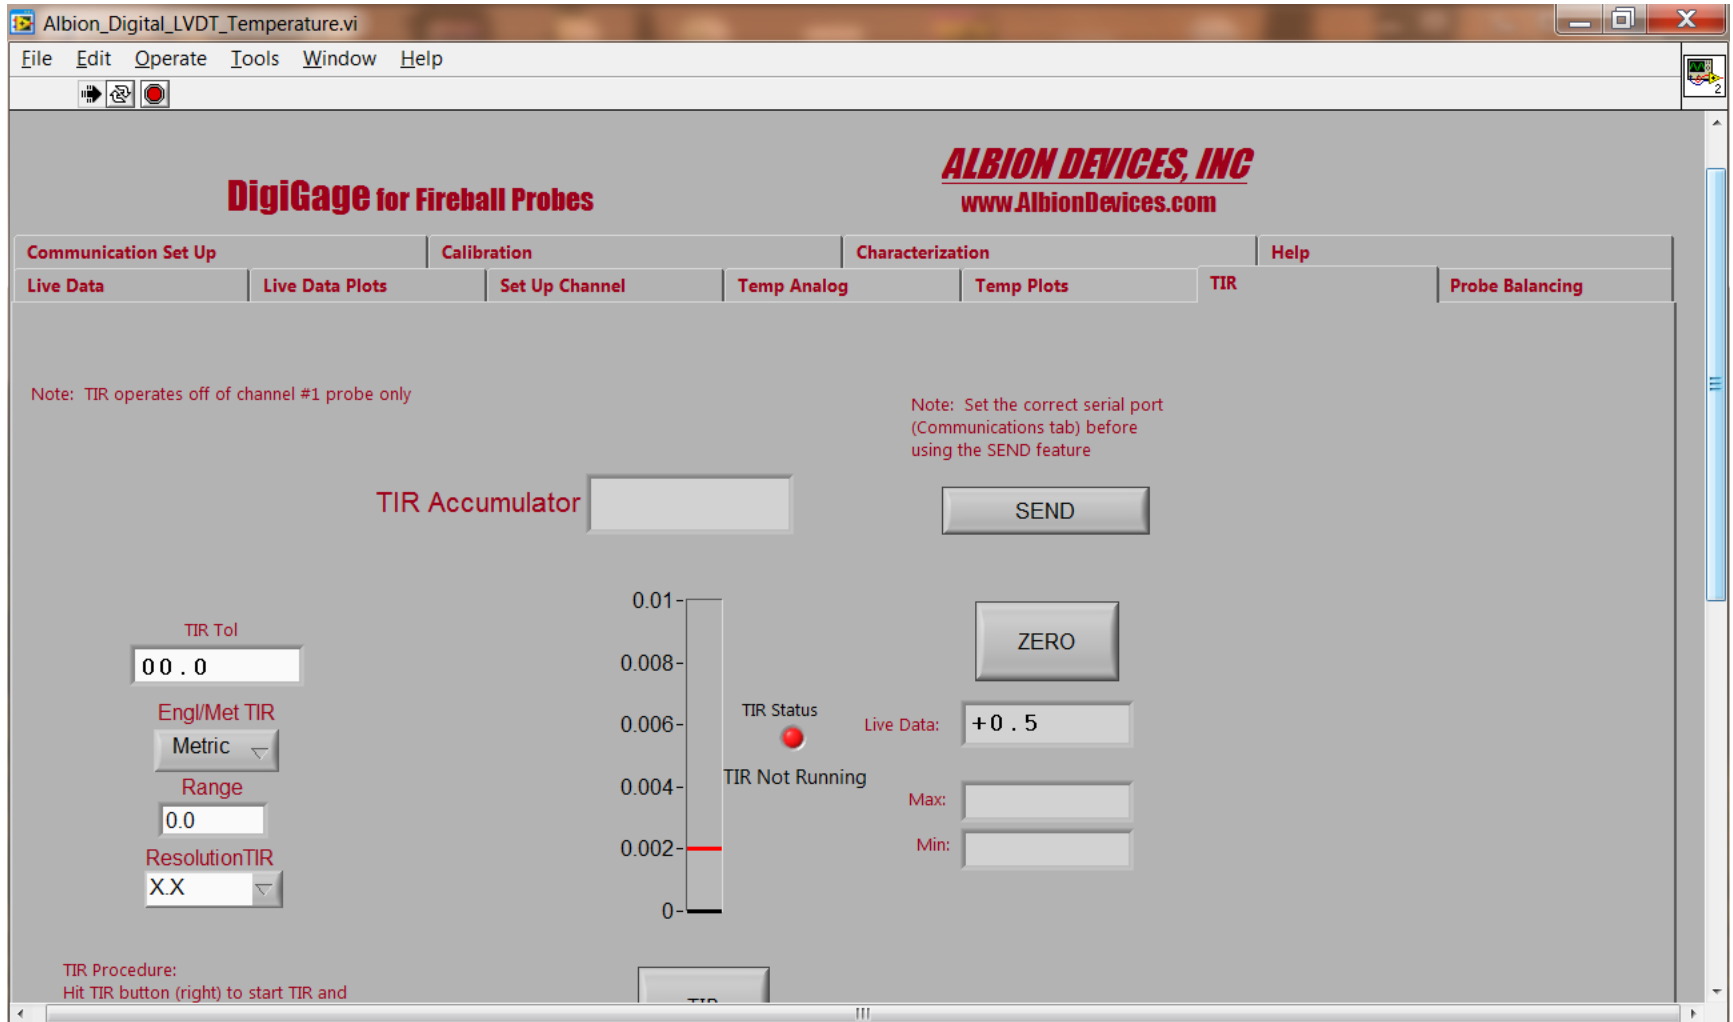 Albion_Digital_LVDT_Temperature.vi
File Edit Operate Tools Window Help
2
ALBION DEVICES, INC
DigiGage for Fireball Probes
www.AlbionDevices.com
Communication Set Up Calibration Characterization Help
Live Data Live Data Plots Set Up Channel Temp Analog Temp Plots TIR Probe Balancing
Note: TIR operates off of channel #1 probe only
Note: Set the correct serial port
(Communications tab) before
using the SEND feature
TIR Accumulator
SEND
TIR Tol
00.0
Engl/Met TIR
Metric
Range
0.0
ResolutionTIR
X.X
0.01
0.008
0.006
0.004
0.002
0
TIR Status
TIR Not Running
ZERO
Live Data: +0.5
Max:
Min:
TIR Procedure:
Hit TIR button (right) to start TIR and
TIR